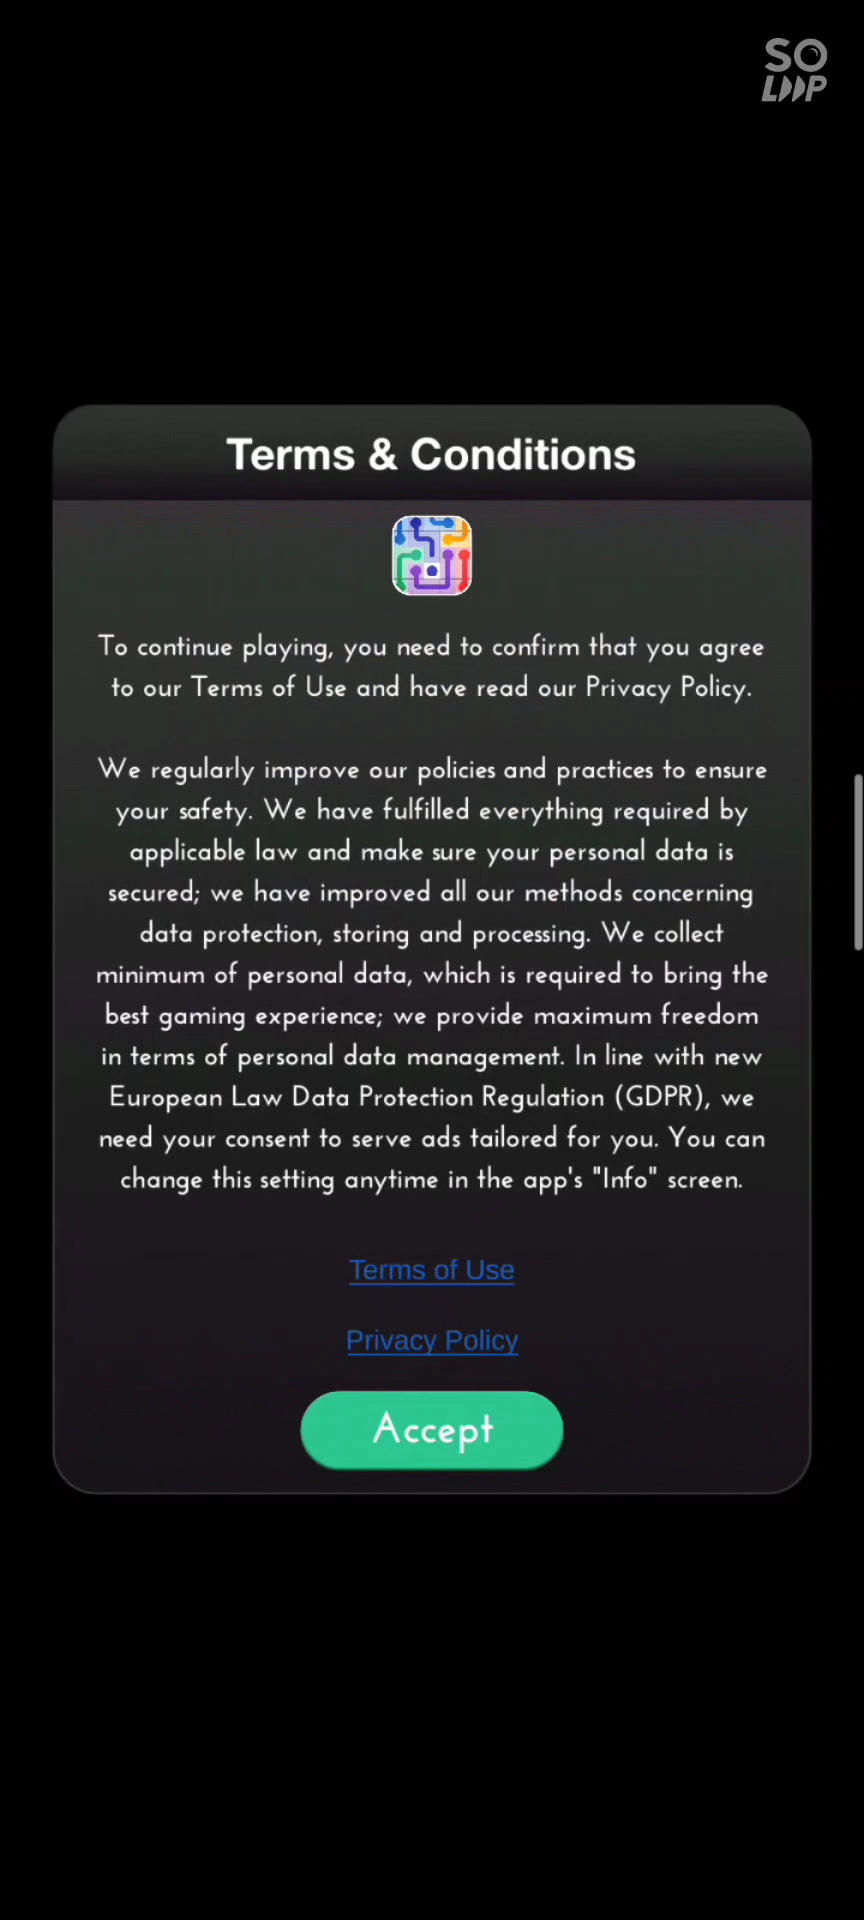 SO
LOOP
Terms & Conditions
To continue playing, you need to confirm that you agree
to our Terms of Use and have read our Privacy Policy.
We regularly improve our policies and practices to ensure
your safety. We have fulfilled everything required by
applicable law and make sure your personal data is
secured; we have improved all our methods concerning
data protection, storing and processing. We collect
minimum of personal data, which is required to bring the
best gaming experience; we provide maximum freedom
in terms of personal data management. In line with new
European Law Data Protection Regulation (GDPR), we
need your consent to serve ads tailored for you. You can
change this setting anytime in the app's "Info" screen.
Terms of Use
Privacy Policy
Accept